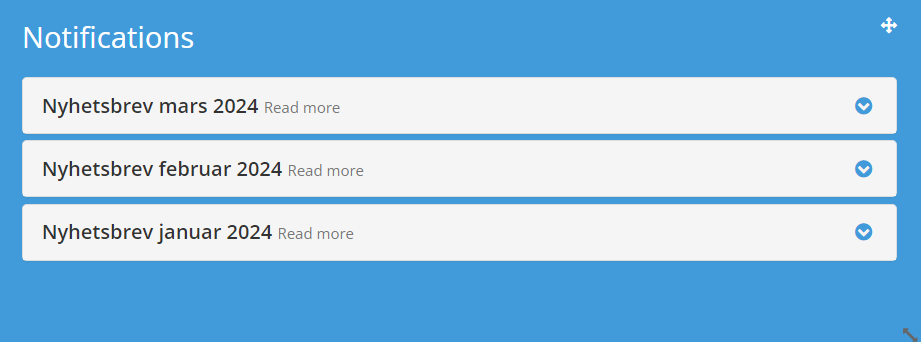 Notifications
Nyhetsbrev mars 2024 Read more
Nyhetsbrev februar 2024 Read more
Nyhetsbrev januar 2024 Read more